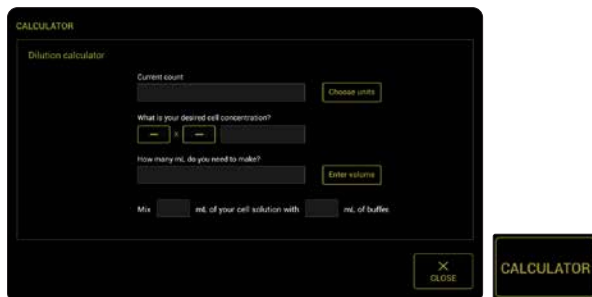 CALCULATOR
Dilution calculator
Current count
Choose units
What is your desired cell concentration?
— x —
How many mL do you need to make?
Enter volume
Mix mL of your cell solution with mL of buffer
X
CLOSE
CALCULATOR